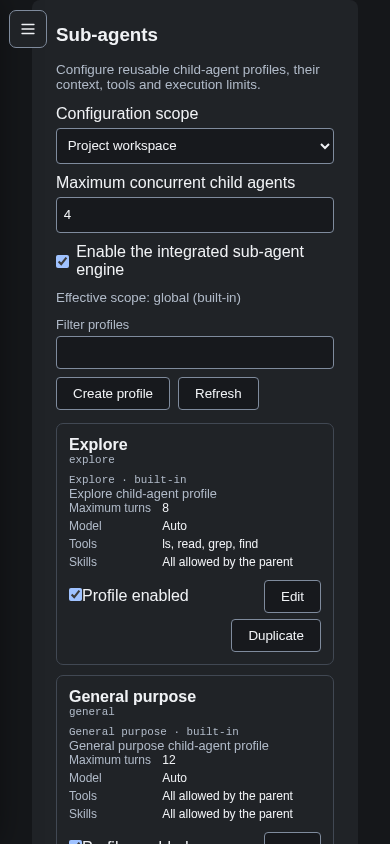 Sub-agents
Configure reusable child-agent profiles, their
context, tools and execution limits.
Configuration scope
Project workspace
Maximum concurrent child agents
4
Enable the integrated sub-agent
engine
Effective scope: global (built-in)
Filter profiles
Create profile Refresh
Explore
explore
Explore · built-in
Explore child-agent profile
Maximum turns 8
Model Auto
Tools ls, read, grep, find
Skills All allowed by the parent
Profile enabled Edit
Duplicate
General purpose
general
General purpose · built-in
General purpose child-agent profile
Maximum turns 12
Model Auto
Tools All allowed by the parent
Skills All allowed by the parent